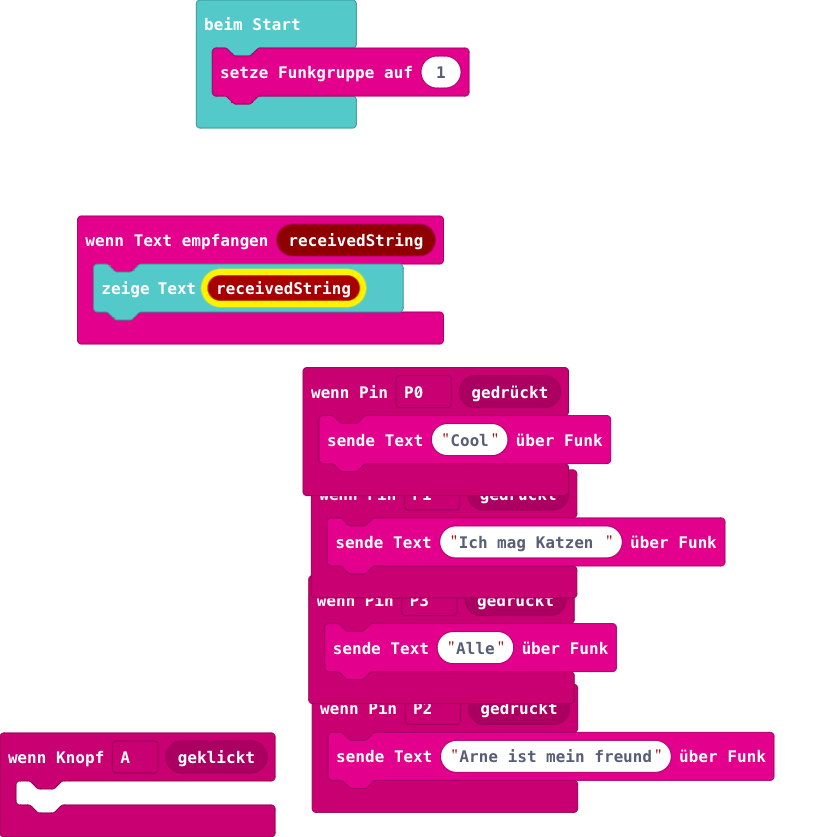 beim Start
setze Funkgruppe auf 1
wenn Text empfangen receivedString
zeige Text receivedString
wenn Pin P0 gedrückt
sende Text "Cool" über Funk
wenn Pin P1 gedrückt
sende Text "Ich mag Katzen " über Funk
wenn Pin P3 gedrückt
sende Text "Alle" über Funk
wenn Pin P2 gedrückt
sende Text "Arne ist mein freund" über Funk
wenn Knopf A geklickt